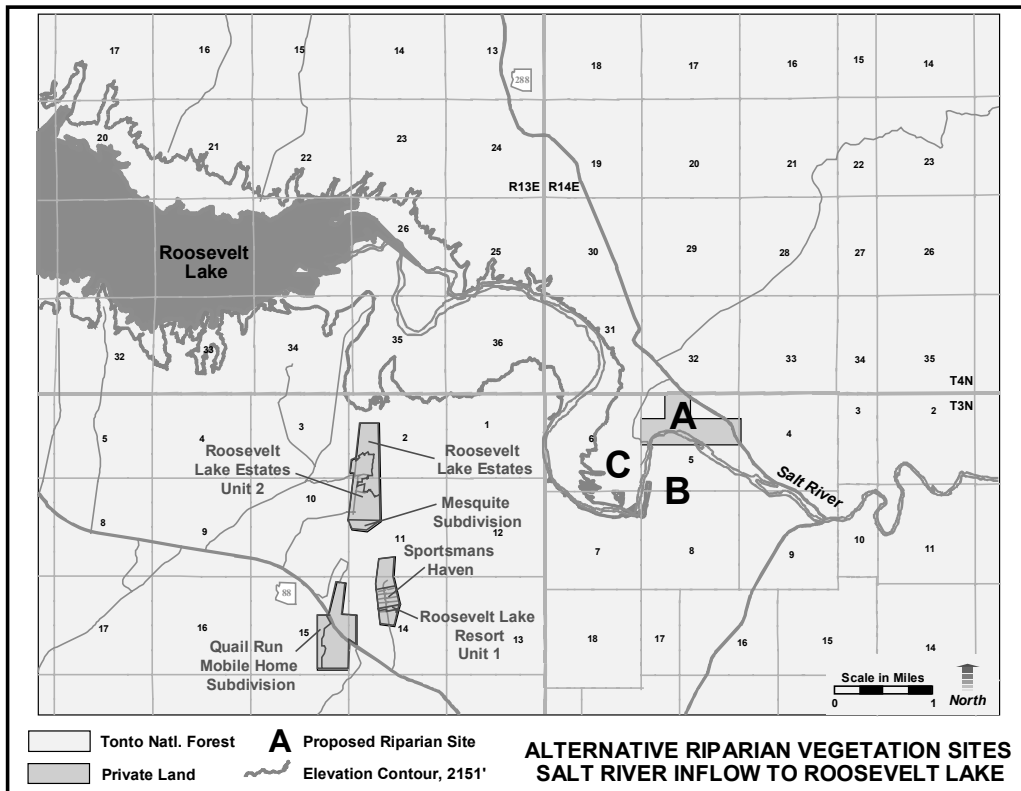 17
16
15
14
13
18
17
16
15
14
288
20
21
22
23
24
19
20
21
22
23
R13E
R14E
26
25
30
29
28
27
26
Roosevelt
Lake
31
32
33
34
35
36
32
33
34
35
T4N
T3N
5
4
3
2
1
6
A
4
3
2
C
5
B
Salt River
Roosevelt
Lake Estates
Unit 2
Roosevelt
Lake Estates
10
Mesquite
Subdivision
8
9
11
12
7
8
9
10
11
Sportsmans
Haven
88
Roosevelt Lake
Resort
Unit 1
17
16
15
14
13
18
17
16
15
14
Quail Run
Mobile Home
Subdivision
Scale in Miles
0
1
North
Tonto Natl. Forest
A
Proposed Riparian Site
Private Land
Elevation Contour, 2151'
ALTERNATIVE RIPARIAN VEGETATION SITES
SALT RIVER INFLOW TO ROOSEVELT LAKE